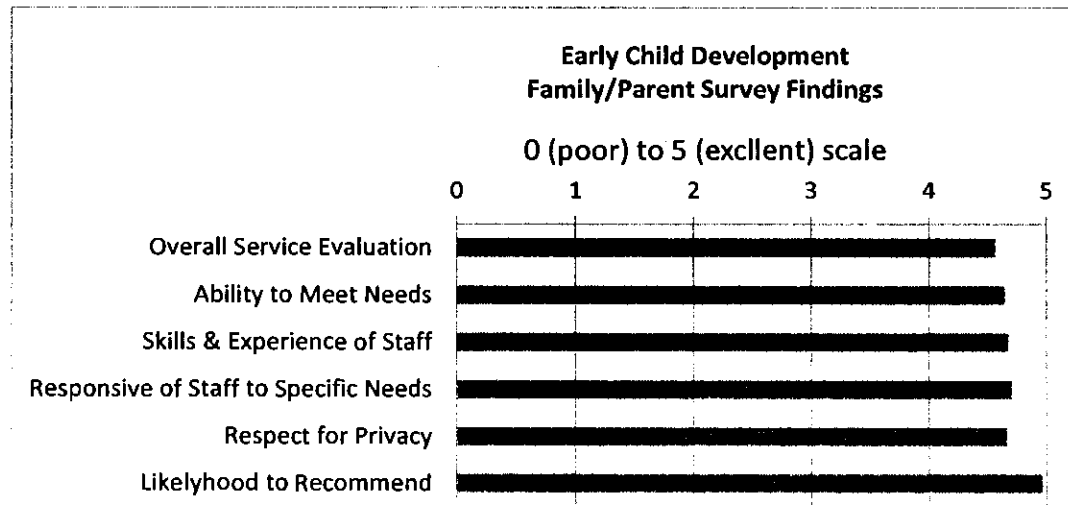 Early Child Development
Family/Parent Survey Findings
0 (poor) to 5 (excllent) scale
0 1 2 3 4 5
Overall Service Evaluation
Ability to Meet Needs
Skills & Experience of Staff
Responsive of Staff to Specific Needs
Respect for Privacy
Likelyhood to Recommend